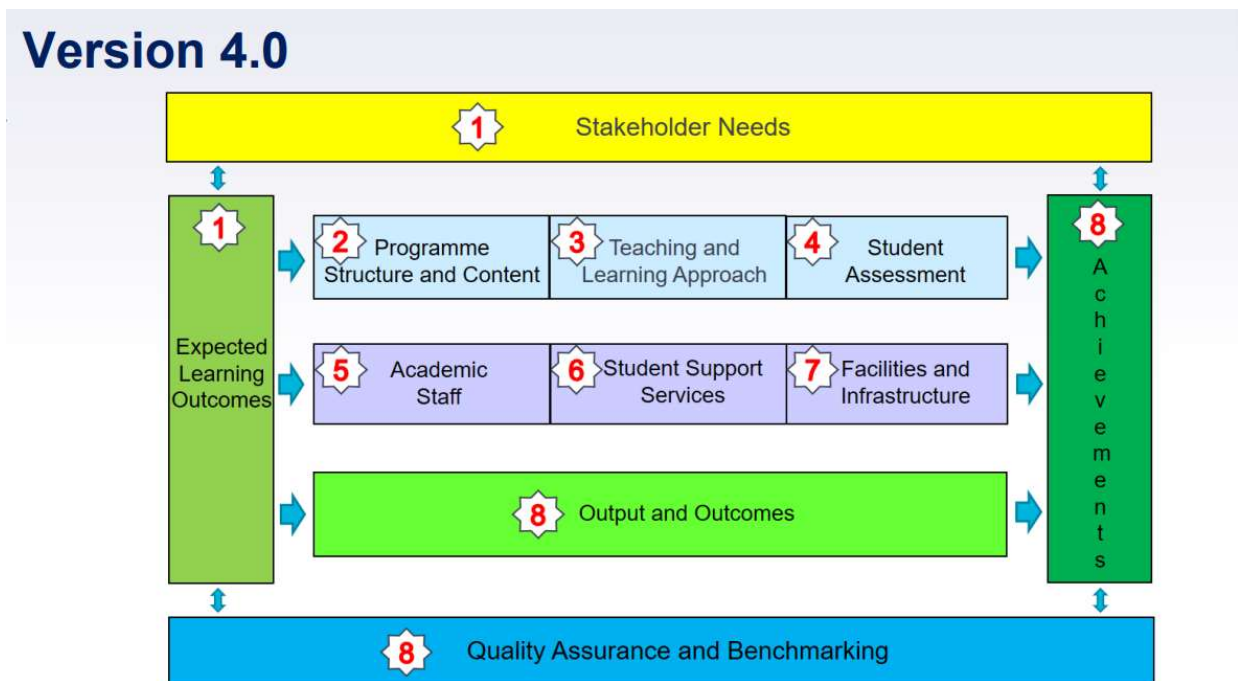 Version 4.0
1 Stakeholder Needs
1
Expected
Learning
Outcomes
2 Programme
Structure and Content
3 Teaching and
Learning Approach
4 Student
Assessment
5 Academic
Staff
6 Student Support
Services
7 Facilities and
Infrastructure
8 Output and Outcomes
8
A
c
h
i
e
v
e
m
e
n
t
s
8 Quality Assurance and Benchmarking